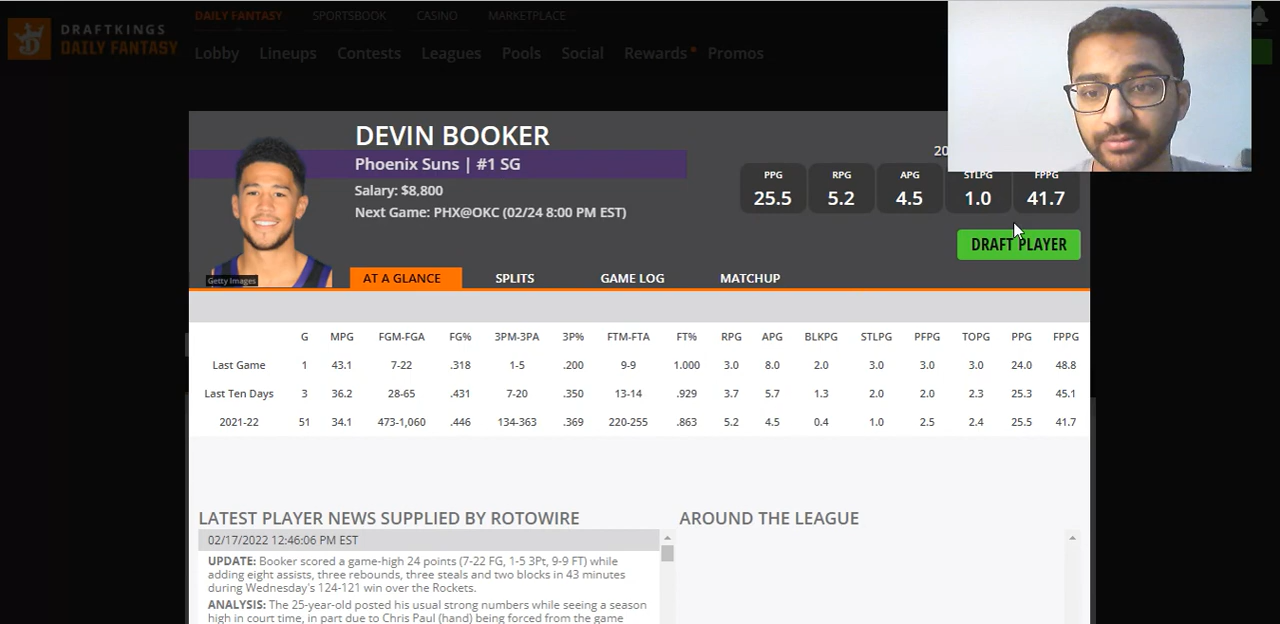 DRAFTKINGS
DAILY FANTASY
DAILY FANTASY SPORTSBOOK CASINO MARKETPLACE
Lobby Lineups Contests Leagues Pools Social Rewards Promos
DEVIN BOOKER
Phoenix Suns | #1 SG
Salary: $8,800
Next Game: PHX@OKC (02/24 8:00 PM EST)
20
PPG RPG APG STLPG FPPG
25.5 5.2 4.5 1.0 41.7
DRAFT PLAYER
Getty Images
AT A GLANCE SPLITS GAME LOG MATCHUP
G MPG FGM-FGA FG% 3PM-3PA 3P% FTM-FTA FT% RPG APG BLKPG STLPG PFPG TOPG PPG FPPG
Last Game 1 43.1 7-22 .318 1-5 .200 9-9 1.000 3.0 8.0 2.0 3.0 3.0 3.0 24.0 48.8
Last Ten Days 3 36.2 28-65 .431 7-20 .350 13-14 .929 3.7 5.7 1.3 2.0 2.0 2.3 25.3 45.1
2021-22 51 34.1 473-1,060 .446 134-363 .369 220-255 .863 5.2 4.5 0.4 1.0 2.5 2.4 25.5 41.7
LATEST PLAYER NEWS SUPPLIED BY ROTOWIRE
AROUND THE LEAGUE
02/17/2022 12:46:06 PM EST
UPDATE: Booker scored a game-high 24 points (7-22 FG, 1-5 3Pt, 9-9 FT) while
adding eight assists, three rebounds, three steals and two blocks in 43 minutes
during Wednesday's 124-121 win over the Rockets.
ANALYSIS: The 25-year-old posted his usual strong numbers while seeing a season
high in court time, in part due to Chris Paul (hand) being forced from the game